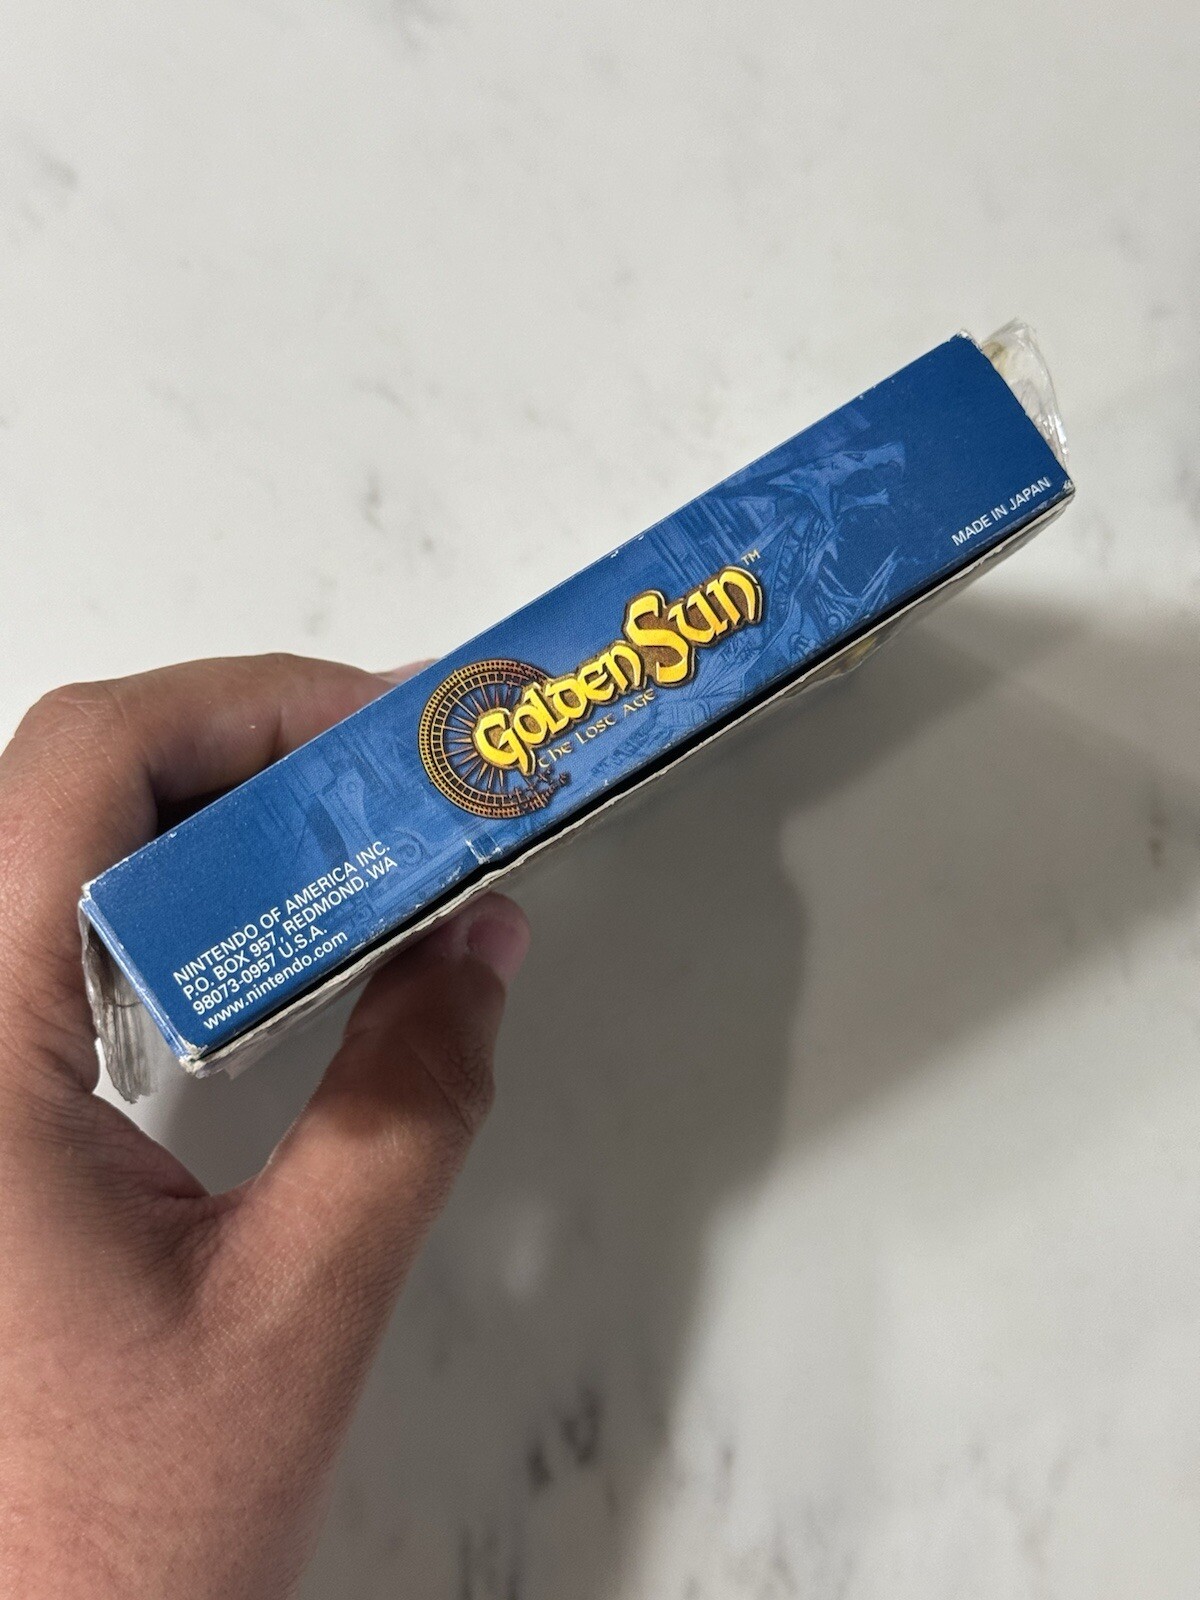 Golden Sun™
The Lost Age
MADE IN JAPAN
NINTENDO OF AMERICA INC.
P.O. BOX 957, REDMOND, WA
98073-0957 U.S.A.
www.nintendo.com